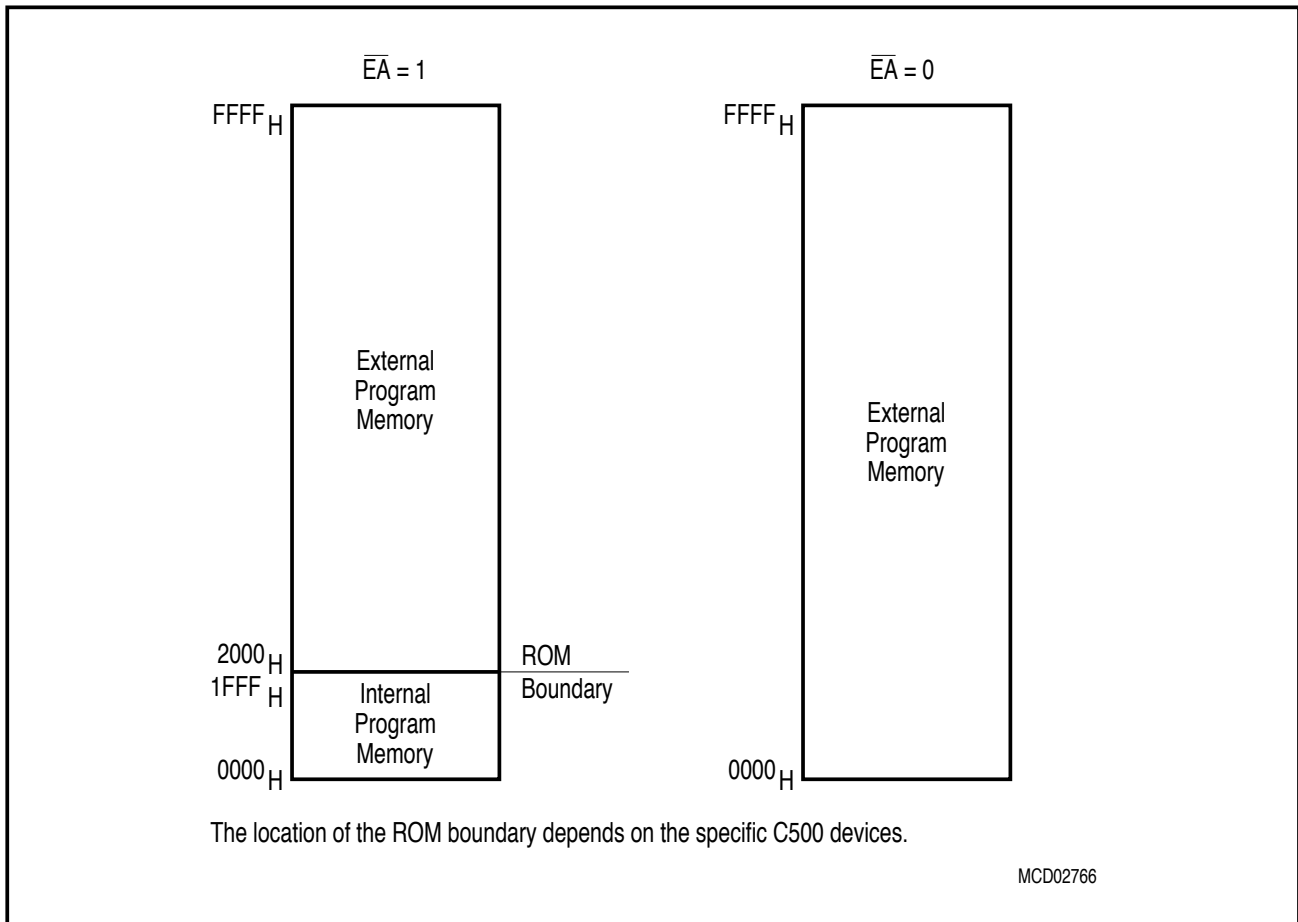 EA = 1
EA = 0
FFFF H
FFFF H
External
Program
Memory
External
Program
Memory
2000 H
ROM
1FFF H
Boundary
Internal
Program
Memory
0000 H
0000 H
The location of the ROM boundary depends on the specific C500 devices.
MCD02766